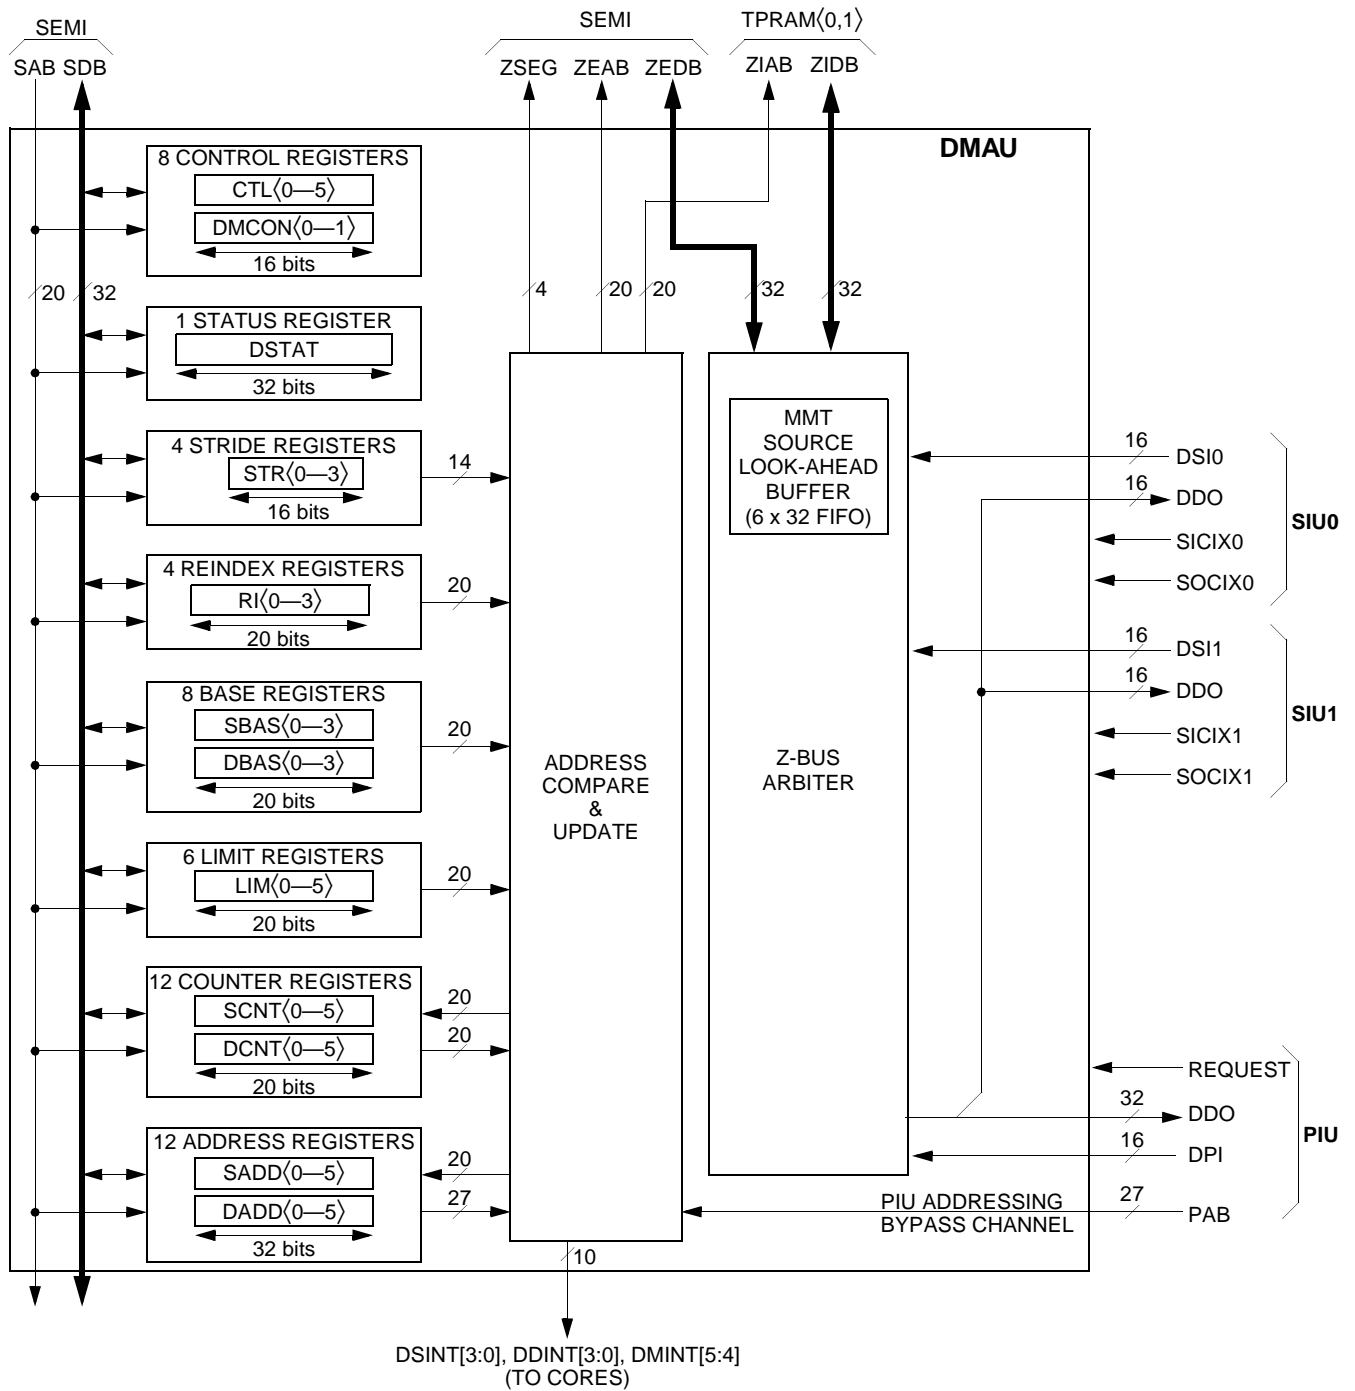 SEMI
SAB SDB
SEMI
ZSEG ZEAB ZEDB
TPRAM⟨0,1⟩
ZIAB ZIDB
DMAU
8 CONTROL REGISTERS
CTL⟨0—5⟩
DMCON⟨0—1⟩
16 bits
20
32
4
20
20
32
32
1 STATUS REGISTER
DSTAT
32 bits
4 STRIDE REGISTERS
STR⟨0—3⟩
16 bits
14
4 REINDEX REGISTERS
RI⟨0—3⟩
20 bits
20
8 BASE REGISTERS
SBAS⟨0—3⟩
DBAS⟨0—3⟩
20 bits
20
6 LIMIT REGISTERS
LIM⟨0—5⟩
20 bits
20
12 COUNTER REGISTERS
SCNT⟨0—5⟩
DCNT⟨0—5⟩
20 bits
20
20
12 ADDRESS REGISTERS
SADD⟨0—5⟩
DADD⟨0—5⟩
32 bits
20
27
ADDRESS
COMPARE
&
UPDATE
MMT
SOURCE
LOOK-AHEAD
BUFFER
(6 x 32 FIFO)
Z-BUS
ARBITER
16
DSI0
16
DDO
SICIX0
SOCIX0
SIU0
16
DSI1
16
DDO
SICIX1
SOCIX1
SIU1
REQUEST
32
DDO
16
DPI
27
PAB
PIU
PIU ADDRESSING
BYPASS CHANNEL
10
DSINT[3:0], DDINT[3:0], DMINT[5:4]
(TO CORES)